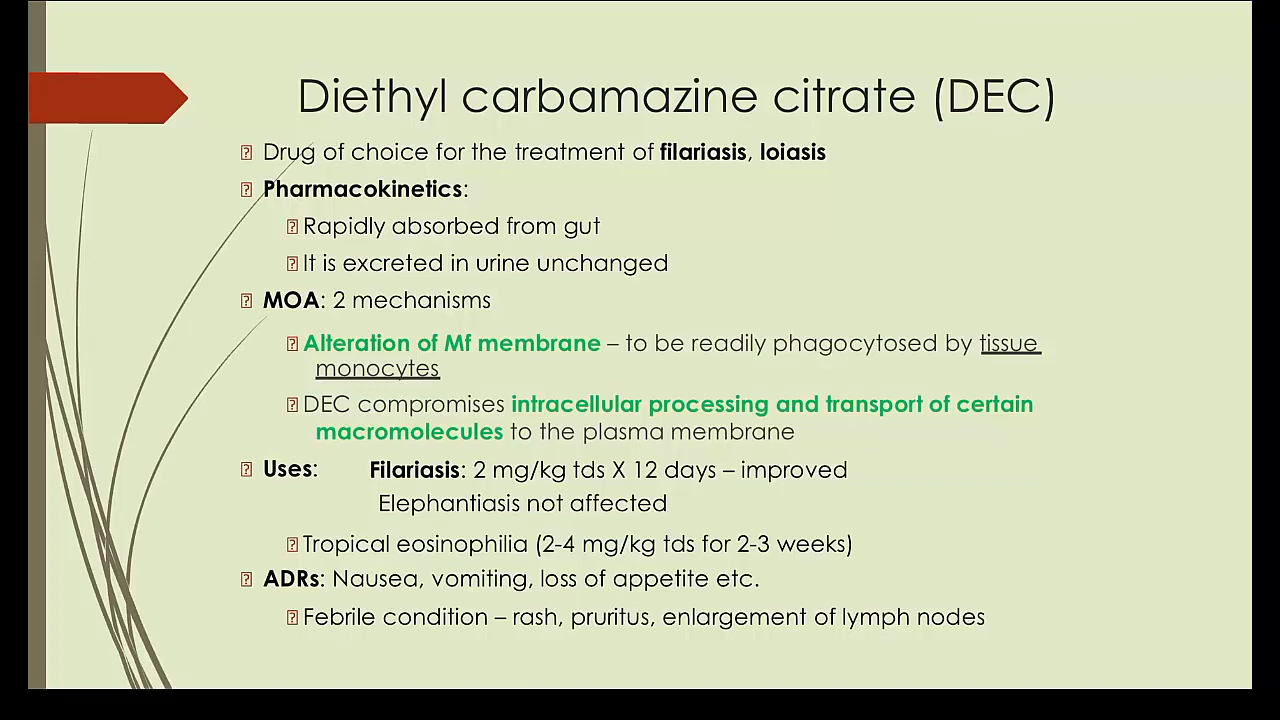 Diethyl carbamazine citrate (DEC)
Drug of choice for the treatment of filariasis, loiasis
Pharmacokinetics:
Rapidly absorbed from gut
It is excreted in urine unchanged
MOA: 2 mechanisms
Alteration of Mf membrane – to be readily phagocytosed by tissue
monocytes
DEC compromises intracellular processing and transport of certain
macromolecules to the plasma membrane
Uses: Filariasis: 2 mg/kg tds X 12 days – improved
Elephantiasis not affected
Tropical eosinophilia (2-4 mg/kg tds for 2-3 weeks)
ADRs: Nausea, vomiting, loss of appetite etc.
Febrile condition – rash, pruritus, enlargement of lymph nodes